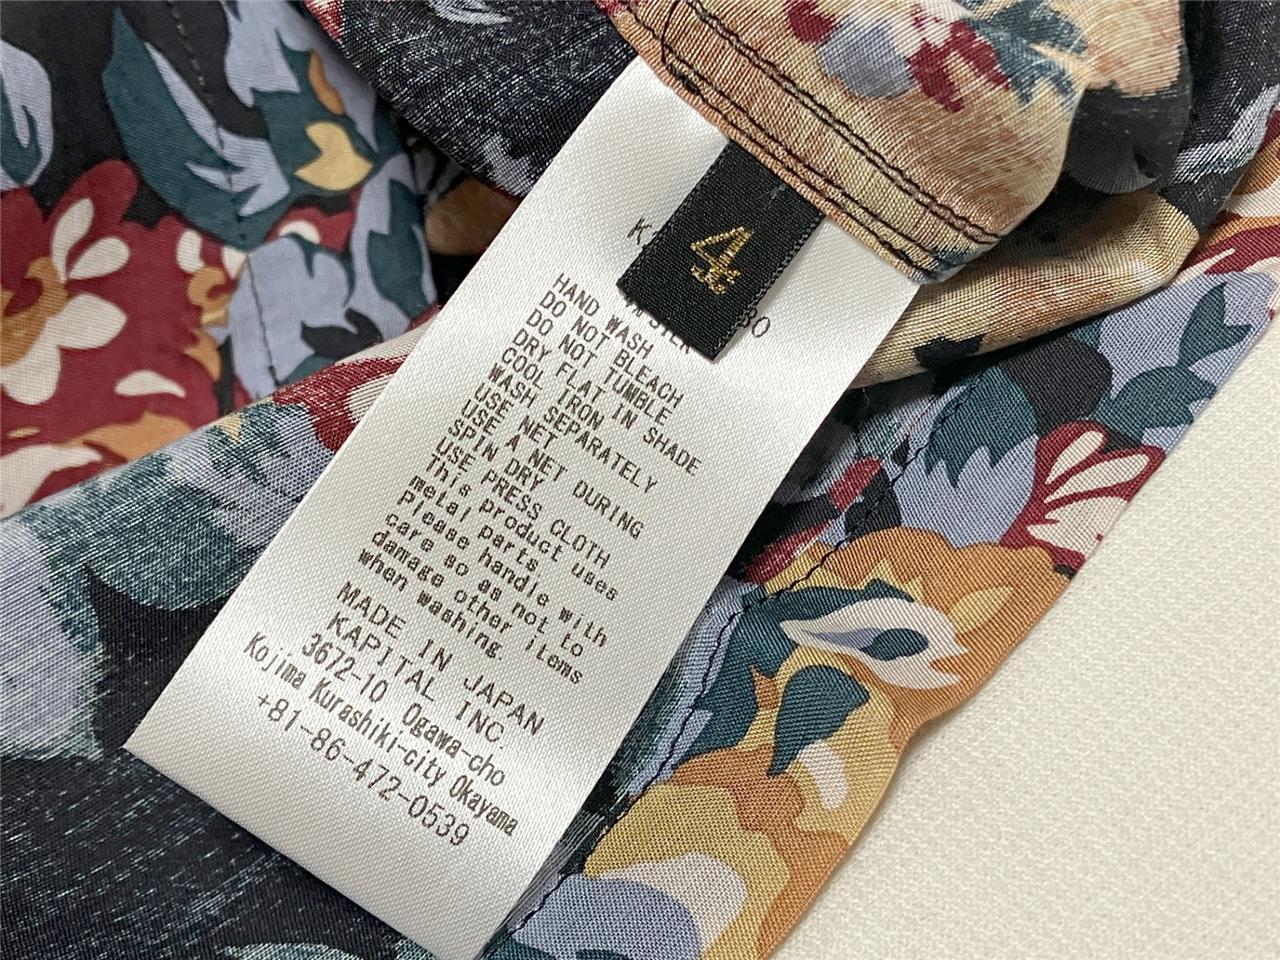 4
HAND WASH
DO NOT BLEACH
DO NOT TUMBLE
DRY FLAT IN SHADE
COOL IRON
WASH SEPARATELY
USE NET
USE A NET DURING
SPIN DRY
USE PRESS CLOTH
This product uses
metal parts.
Please handle with
care so as not to
damage other items
when washing.
MADE IN JAPAN
KAPITAL INC.
3672-10 Ogawa-cho
Kojima Kurashiki-city Okayama
+81-86-472-0539